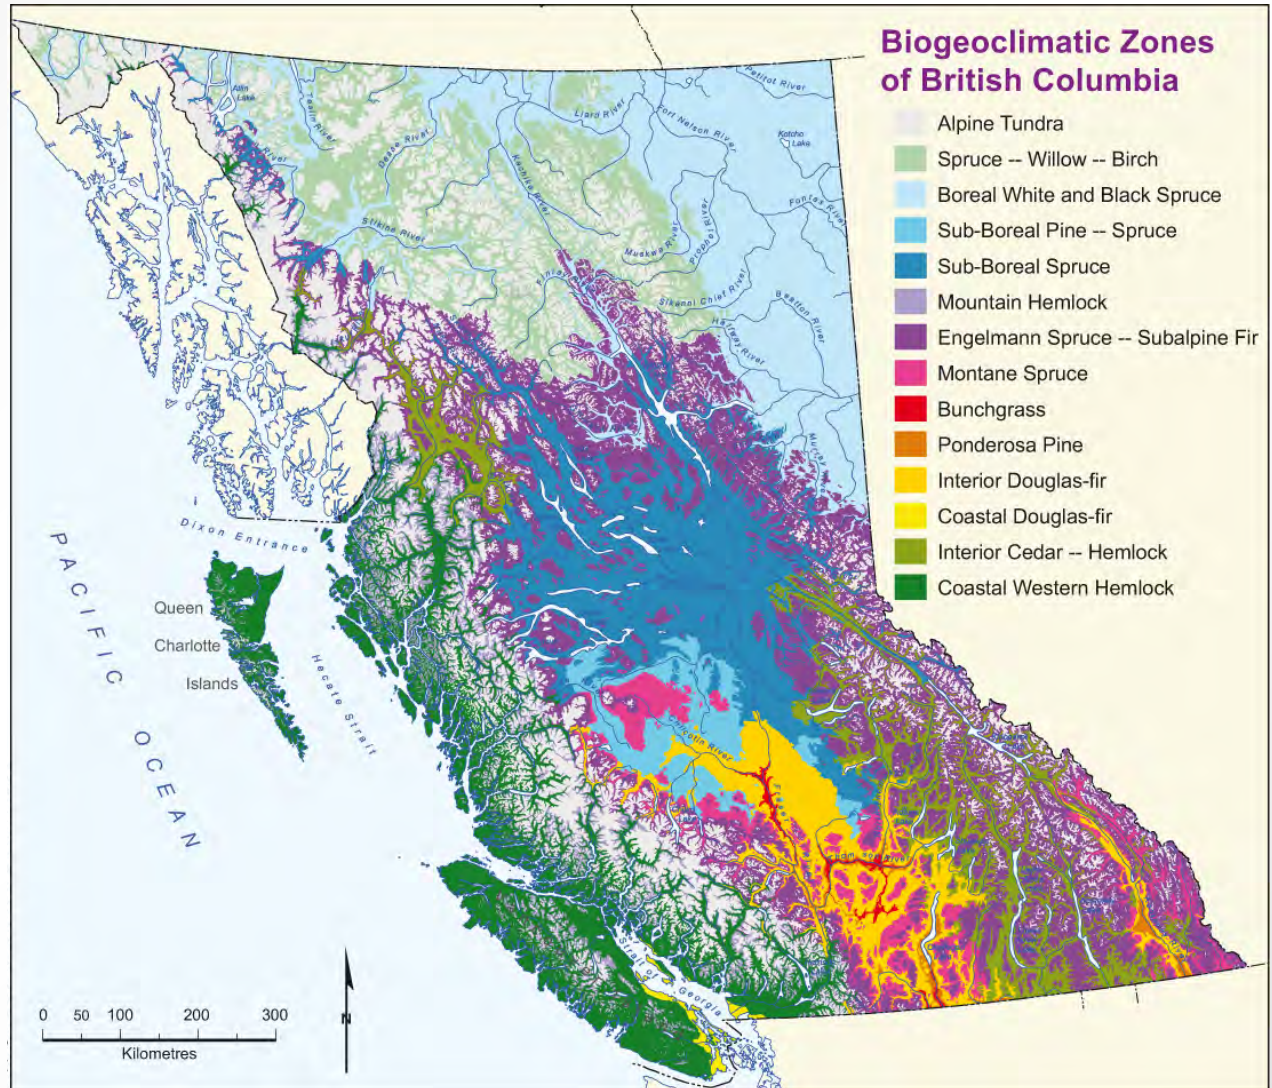 Biogeoclimatic Zones
of British Columbia
Alpine Tundra
Spruce -- Willow -- Birch
Boreal White and Black Spruce
Sub-Boreal Pine -- Spruce
Sub-Boreal Spruce
Mountain Hemlock
Engelmann Spruce -- Subalpine Fir
Montane Spruce
Bunchgrass
Ponderosa Pine
Interior Douglas-fir
Coastal Douglas-fir
Interior Cedar -- Hemlock
Coastal Western Hemlock
Petitot River
Atlin
Lake
Teslin River
Liard River
Fort Nelson River
Kotcho
Lake
Dease River
River
Kechika River
Fontas River
Stikine River
Muskwa River
Prophet River
Finlay
Sikanni Chief River
Beatton River
Halfway River
Murray River
Dixon Entrance
PACIFIC OCEAN
Queen
Charlotte
Islands
Hecate Strait
Chilcotin River
Fraser
Strait of
Georgia
0 50 100 200 300
Kilometres
N